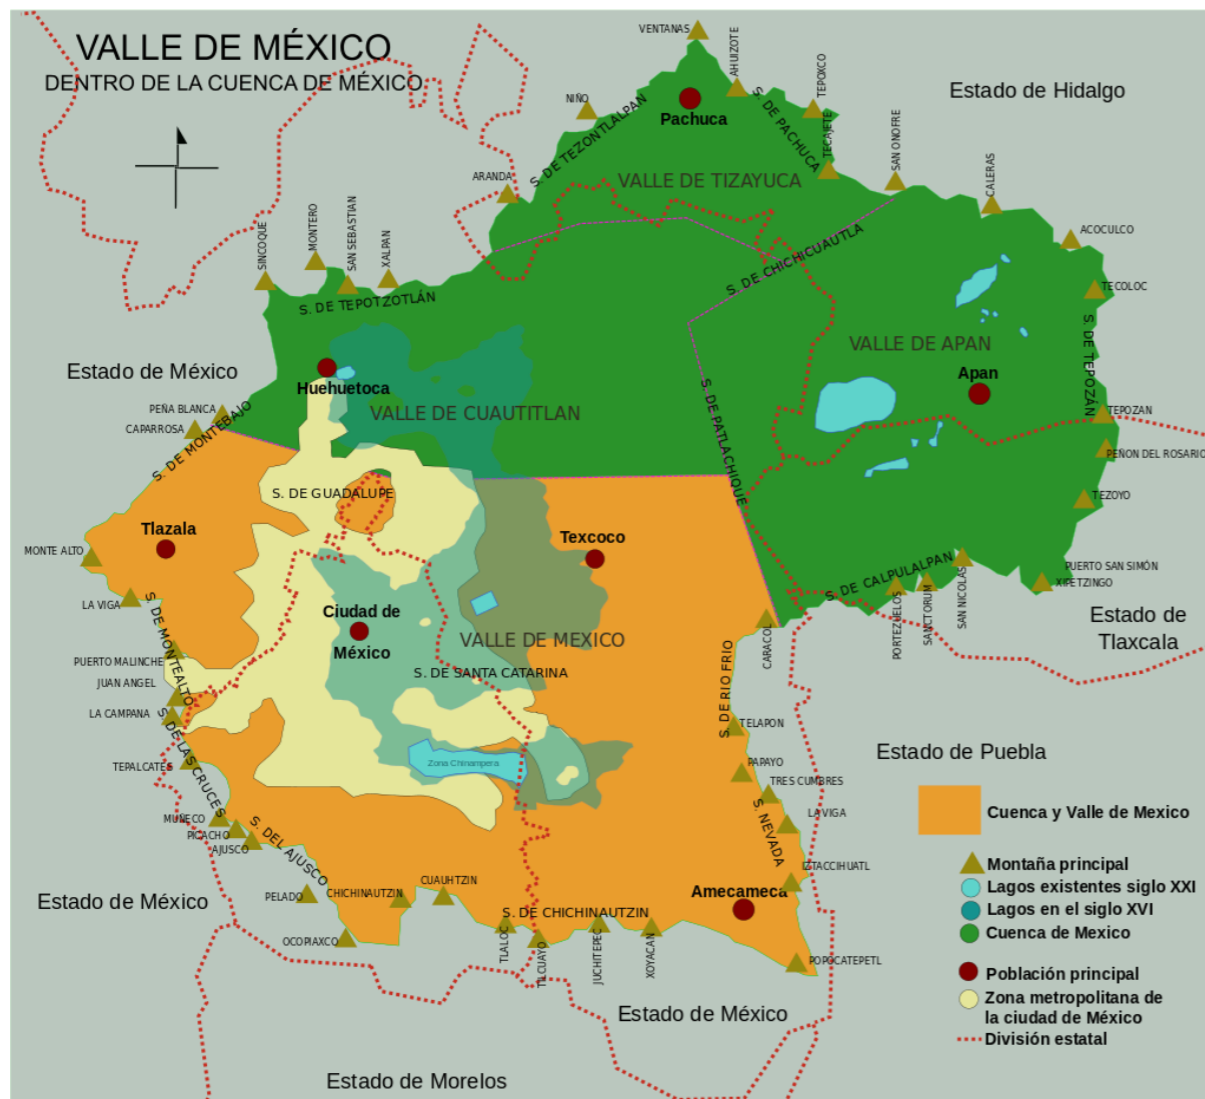 VALLE DE MÉXICO
DENTRO DE LA CUENCA DE MÉXICO
VENTANAS
AHUIZOTE
TEPOXCO
NIÑO
Pachuca
S. DE TEZONTLALPAN
S. DE PACHUCA
TECAJETE
SAN ONOFRE
Estado de Hidalgo
ARANDA
VALLE DE TIZAYUCA
CALERAS
ACOCULCO
SINCOQUE
MONTERO
SAN SEBASTIAN
XALPAN
S. DE CHICHICUAUTLA
TECOLOC
S. DE TEPOTZOTLÁN
VALLE DE APAN
S. DE TEPOZÁN
Estado de México
Huehuetoca
Apan
PEÑA BLANCA
CAPARROSA
S. DE MONTEBAJO
VALLE DE CUAUTITLAN
S. DE PATLACHIQUE
TEPOZAN
PEÑON DEL ROSARIO
S. DE GUADALUPE
TEZOYO
Tlazala
Texcoco
MONTE ALTO
S. DE CALPULALPAN
PUERTO SAN SIMÓN
XIPETZINGO
PORTEZUELOS
SANCTORUM
SAN NICOLAS
LA VIGA
Ciudad de
México
VALLE DE MEXICO
CARACOL
Estado de
Tlaxcala
S. DE MONTEALTO
PUERTO MALINCHE
S. DE SANTA CATARINA
JUAN ANGEL
LA CAMPANA
S. DE RIO FRIO
TELAPON
S. DE LAS CRUCES
TEPALCATES
Zona Chinampera
PAPAYO
TRES CUMBRES
Estado de Puebla
S. NEVADA
LA VIGA
MUÑECO
PICACHO
AJUSCO
S. DEL AJUSCO
IZTACCIHUATL
Cuenca y Valle de Mexico
Montaña principal
Lagos existentes siglo XXI
Lagos en el siglo XVI
Cuenca de Mexico
Población principal
Zona metropolitana de
la ciudad de México
División estatal
Estado de México
PELADO
CHICHINAUTZIN
CUAUHTZIN
Amecameca
S. DE CHICHINAUTZIN
OCOPIAXCO
TLALOC
TILCUAYO
JUCHITEPEC
XOYACAN
POPOCATEPETL
Estado de México
Estado de Morelos